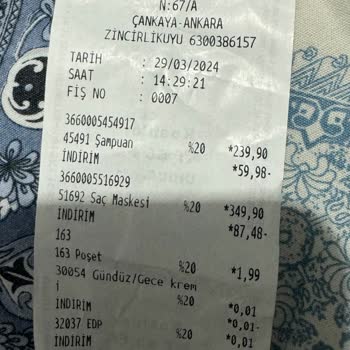 N:67/A
ÇANKAYA-ANKARA
ZİNCİRLİKUYU 6300386157
TARİH : 29/03/2024
SAAT : 14:29:21
FİŞ NO : 0007
3660005454917
45491 Şampuan %20 *239,90
İNDİRİM *59,98-
3660005516929
51692 Saç Maskesi %20 *349,90
İNDİRİM *87,48-
163
163 Poşet %20 *1,99
30054 Gündüz/Gece krem
i %20 *0,01
İNDİRİM *0,01-
32037 EDP %20 *0,01
İNDİRİM